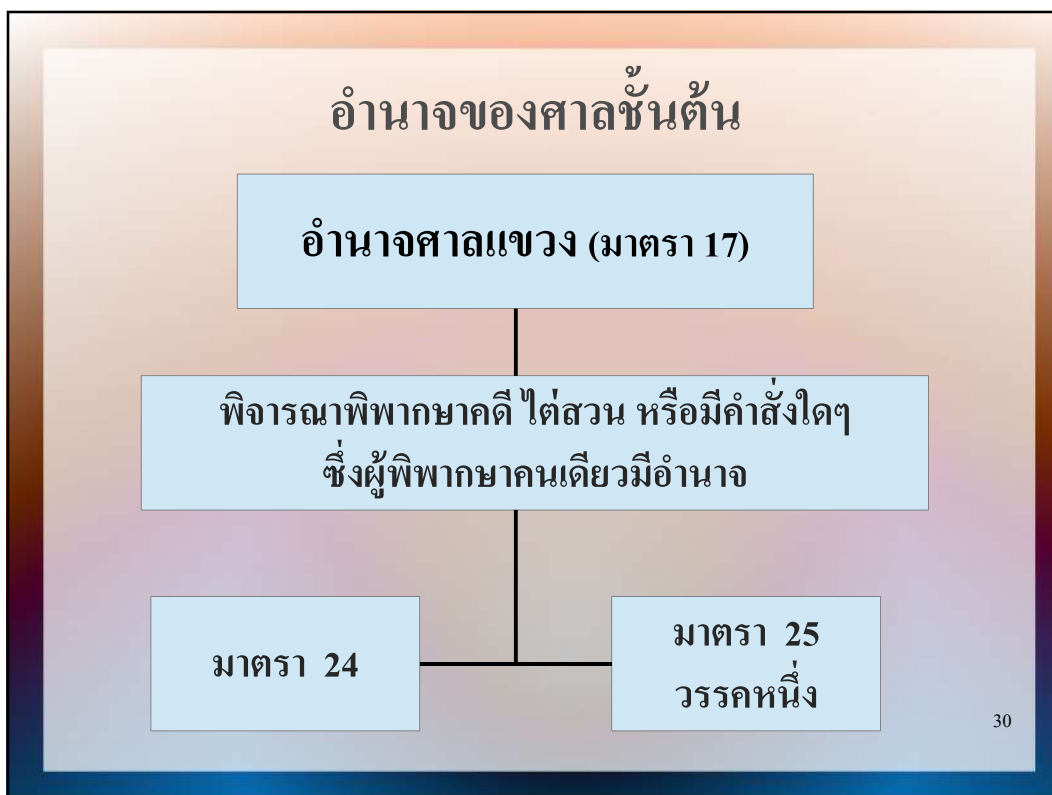 อำนาจของศาลชั้นต้น
อำนาจศาลแขวง (มาตรา 17)
พิจารณาพิพากษาคดี ไต่สวน หรือมีคำสั่งใดๆ
ซึ่งผู้พิพากษาคนเดียวมีอำนาจ
มาตรา 24
มาตรา 25
วรรคหนึ่ง
30